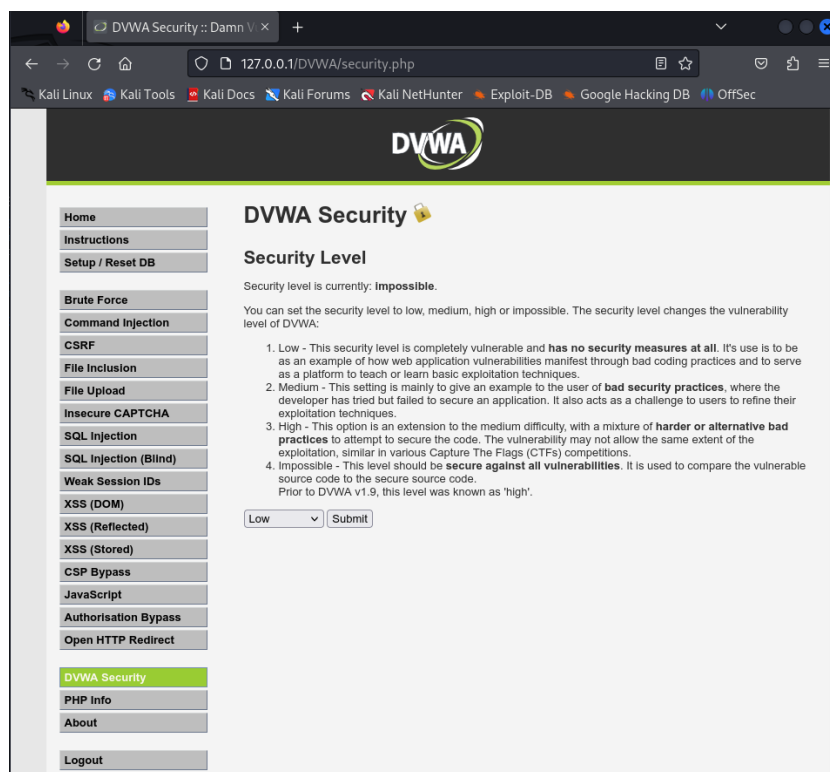 DVWA Security :: Damn V
127.0.0.1/DVWA/security.php
Kali Linux Kali Tools Kali Docs Kali Forums Kali NetHunter Exploit-DB Google Hacking DB OffSec
DVWA
Home
Instructions
Setup / Reset DB
Brute Force
Command Injection
CSRF
File Inclusion
File Upload
Insecure CAPTCHA
SQL Injection
SQL Injection (Blind)
Weak Session IDs
XSS (DOM)
XSS (Reflected)
XSS (Stored)
CSP Bypass
JavaScript
Authorisation Bypass
Open HTTP Redirect
DVWA Security
PHP Info
About
Logout
DVWA Security
Security Level
Security level is currently: impossible.
You can set the security level to low, medium, high or impossible. The security level changes the vulnerability
level of DVWA:
1. Low - This security level is completely vulnerable and has no security measures at all. It's use is to be
as an example of how web application vulnerabilities manifest through bad coding practices and to serve
as a platform to teach or learn basic exploitation techniques.
2. Medium - This setting is mainly to give an example to the user of bad security practices, where the
developer has tried but failed to secure an application. It also acts as a challenge to users to refine their
exploitation techniques.
3. High - This option is an extension to the medium difficulty, with a mixture of harder or alternative bad
practices to attempt to secure the code. The vulnerability may not allow the same extent of the
exploitation, similar in various Capture The Flags (CTFs) competitions.
4. Impossible - This level should be secure against all vulnerabilities. It is used to compare the vulnerable
source code to the secure source code.
Prior to DVWA v1.9, this level was known as 'high'.
Low Submit